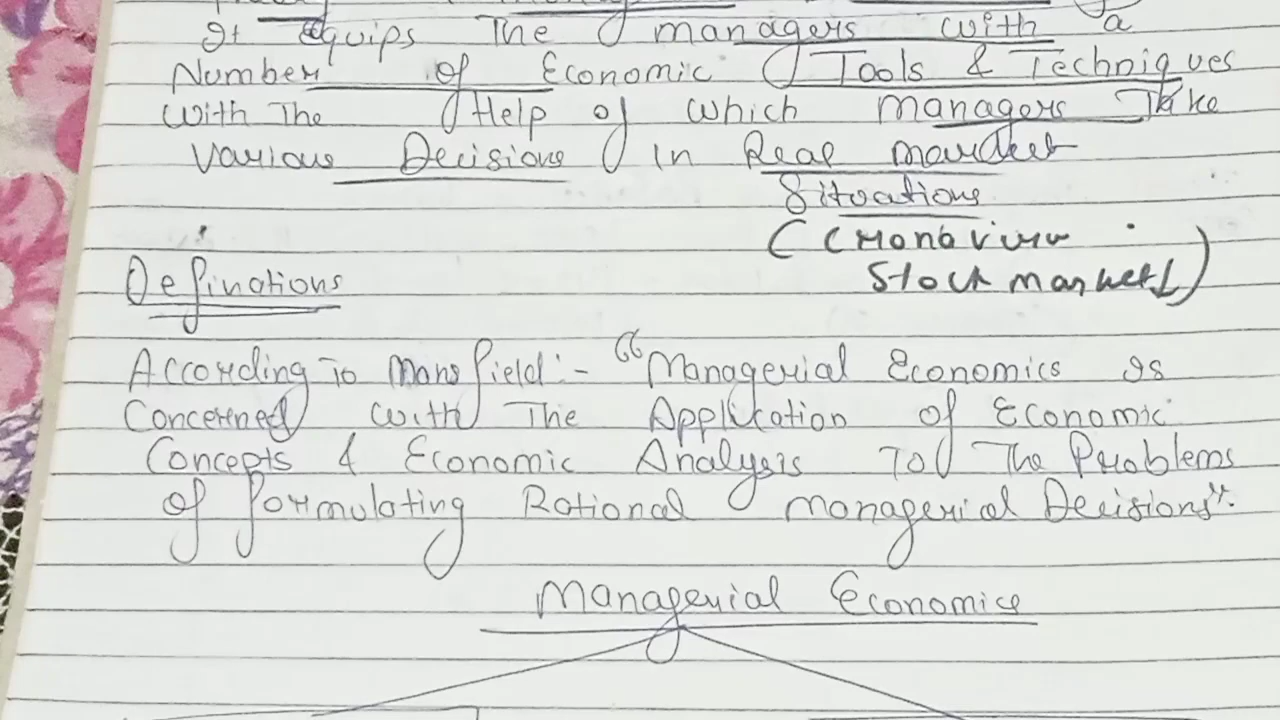 It Equips The managers with a
Number of Economic Tools & Techniques
With The Help of which managers Take
Various Decisions in Real market
Situations
(Cronavirus
Stock market↓)
Definations
According To Mansfield:- "Managerial Economics Is
Concerned with The Application of Economic
Concepts & Economic Analysis To The Problems
of formulating Rational managerial Decisions".
Managerial Economics